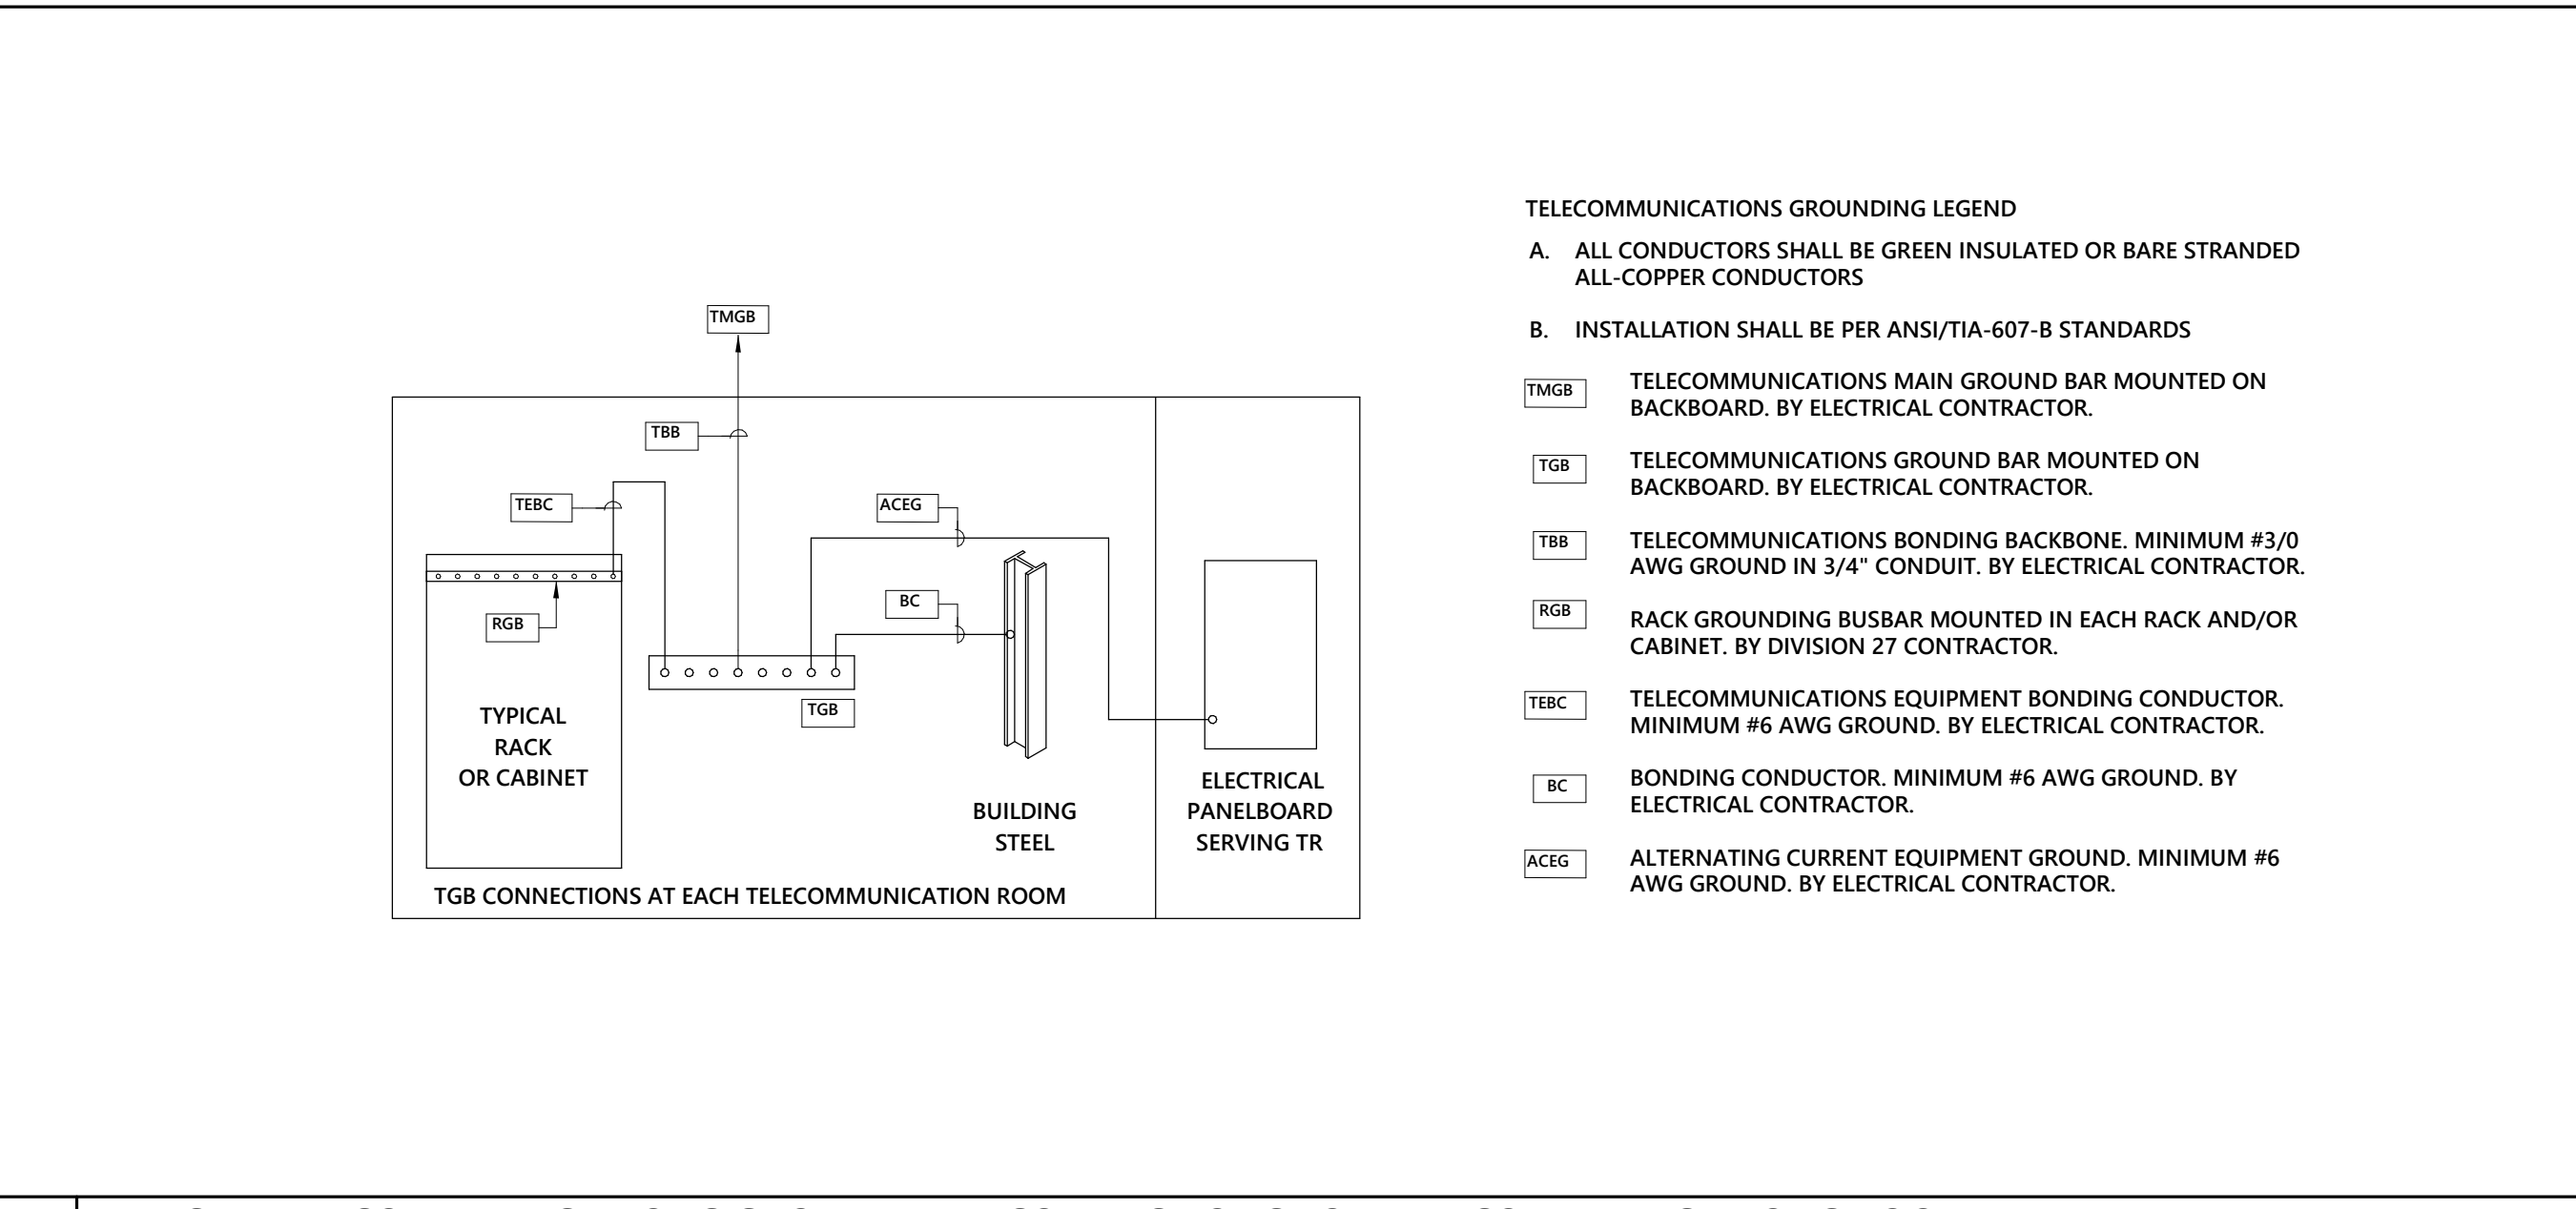 TMGB
TBB
TEBC
ACEG
BC
RGB
TGB
TYPICAL
RACK
OR CABINET
BUILDING
STEEL
ELECTRICAL
PANELBOARD
SERVING TR
TGB CONNECTIONS AT EACH TELECOMMUNICATION ROOM
TELECOMMUNICATIONS GROUNDING LEGEND
A. ALL CONDUCTORS SHALL BE GREEN INSULATED OR BARE STRANDED
ALL-COPPER CONDUCTORS
B. INSTALLATION SHALL BE PER ANSI/TIA-607-B STANDARDS
TMGB TELECOMMUNICATIONS MAIN GROUND BAR MOUNTED ON
BACKBOARD. BY ELECTRICAL CONTRACTOR.
TGB TELECOMMUNICATIONS GROUND BAR MOUNTED ON
BACKBOARD. BY ELECTRICAL CONTRACTOR.
TBB TELECOMMUNICATIONS BONDING BACKBONE. MINIMUM #3/0
AWG GROUND IN 3/4" CONDUIT. BY ELECTRICAL CONTRACTOR.
RGB RACK GROUNDING BUSBAR MOUNTED IN EACH RACK AND/OR
CABINET. BY DIVISION 27 CONTRACTOR.
TEBC TELECOMMUNICATIONS EQUIPMENT BONDING CONDUCTOR.
MINIMUM #6 AWG GROUND. BY ELECTRICAL CONTRACTOR.
BC BONDING CONDUCTOR. MINIMUM #6 AWG GROUND. BY
ELECTRICAL CONTRACTOR.
ACEG ALTERNATING CURRENT EQUIPMENT GROUND. MINIMUM #6
AWG GROUND. BY ELECTRICAL CONTRACTOR.